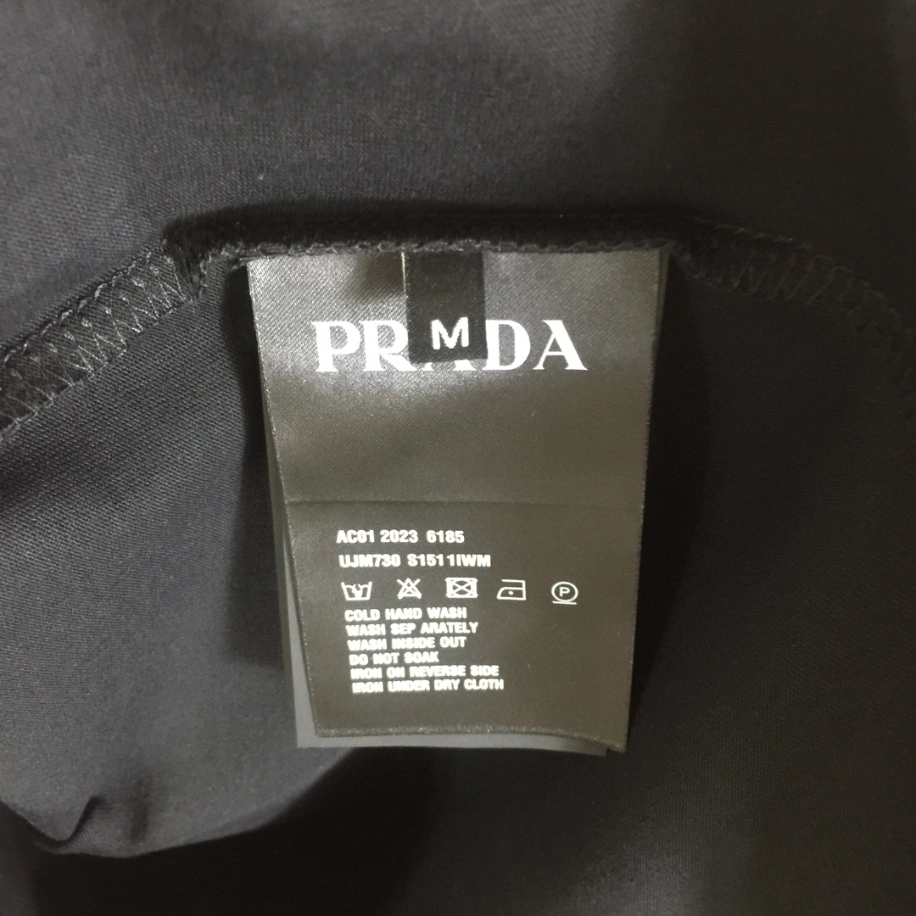 PRADA
M
AC01 2023 6185
UJM730 S151 1IWM
P
COLD HAND WASH
WASH SEP ARATELY
WASH INSIDE OUT
DO NOT SOAK
IRON ON REVERSE SIDE
IRON UNDER DRY CLOTH